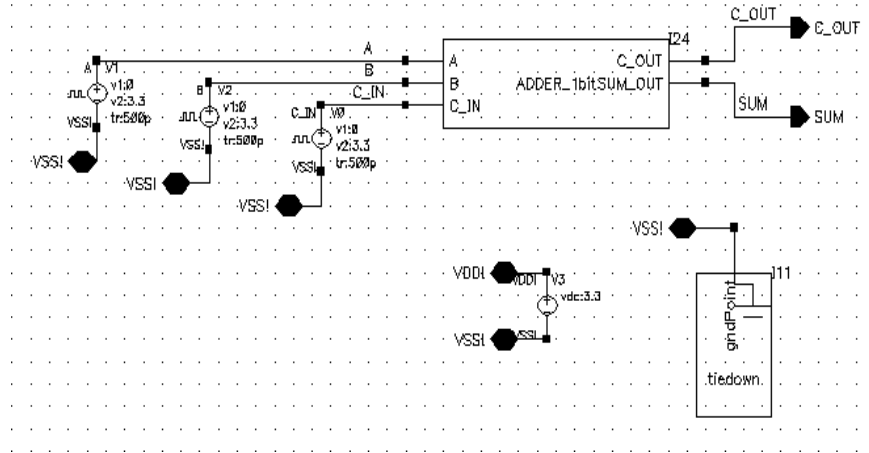 C_OUT
I24
C_OUT
A
A
C_OUT
A
V1
B
B
ADDER_1bit
SUM_OUT
v1:0
v2:3.3
tr:500p
B
V2
C_IN
C_IN
SUM
SUM
v1:0
v2:3.3
tr:500p
C_IN
V0
VSS!
v1:0
v2:3.3
tr:500p
VSS!
VSS!
VSS!
VSS!
VSS!
VSS!
VDD!
VDD!
V3
I11
vdc:3.3
gndPoint
VSS!
VSS!
tiedown